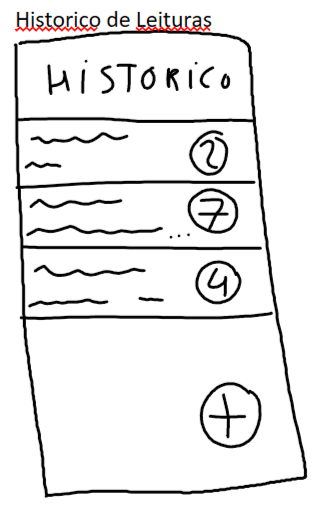 Historico de Leituras
HISTORICO
2
7
...
4
+